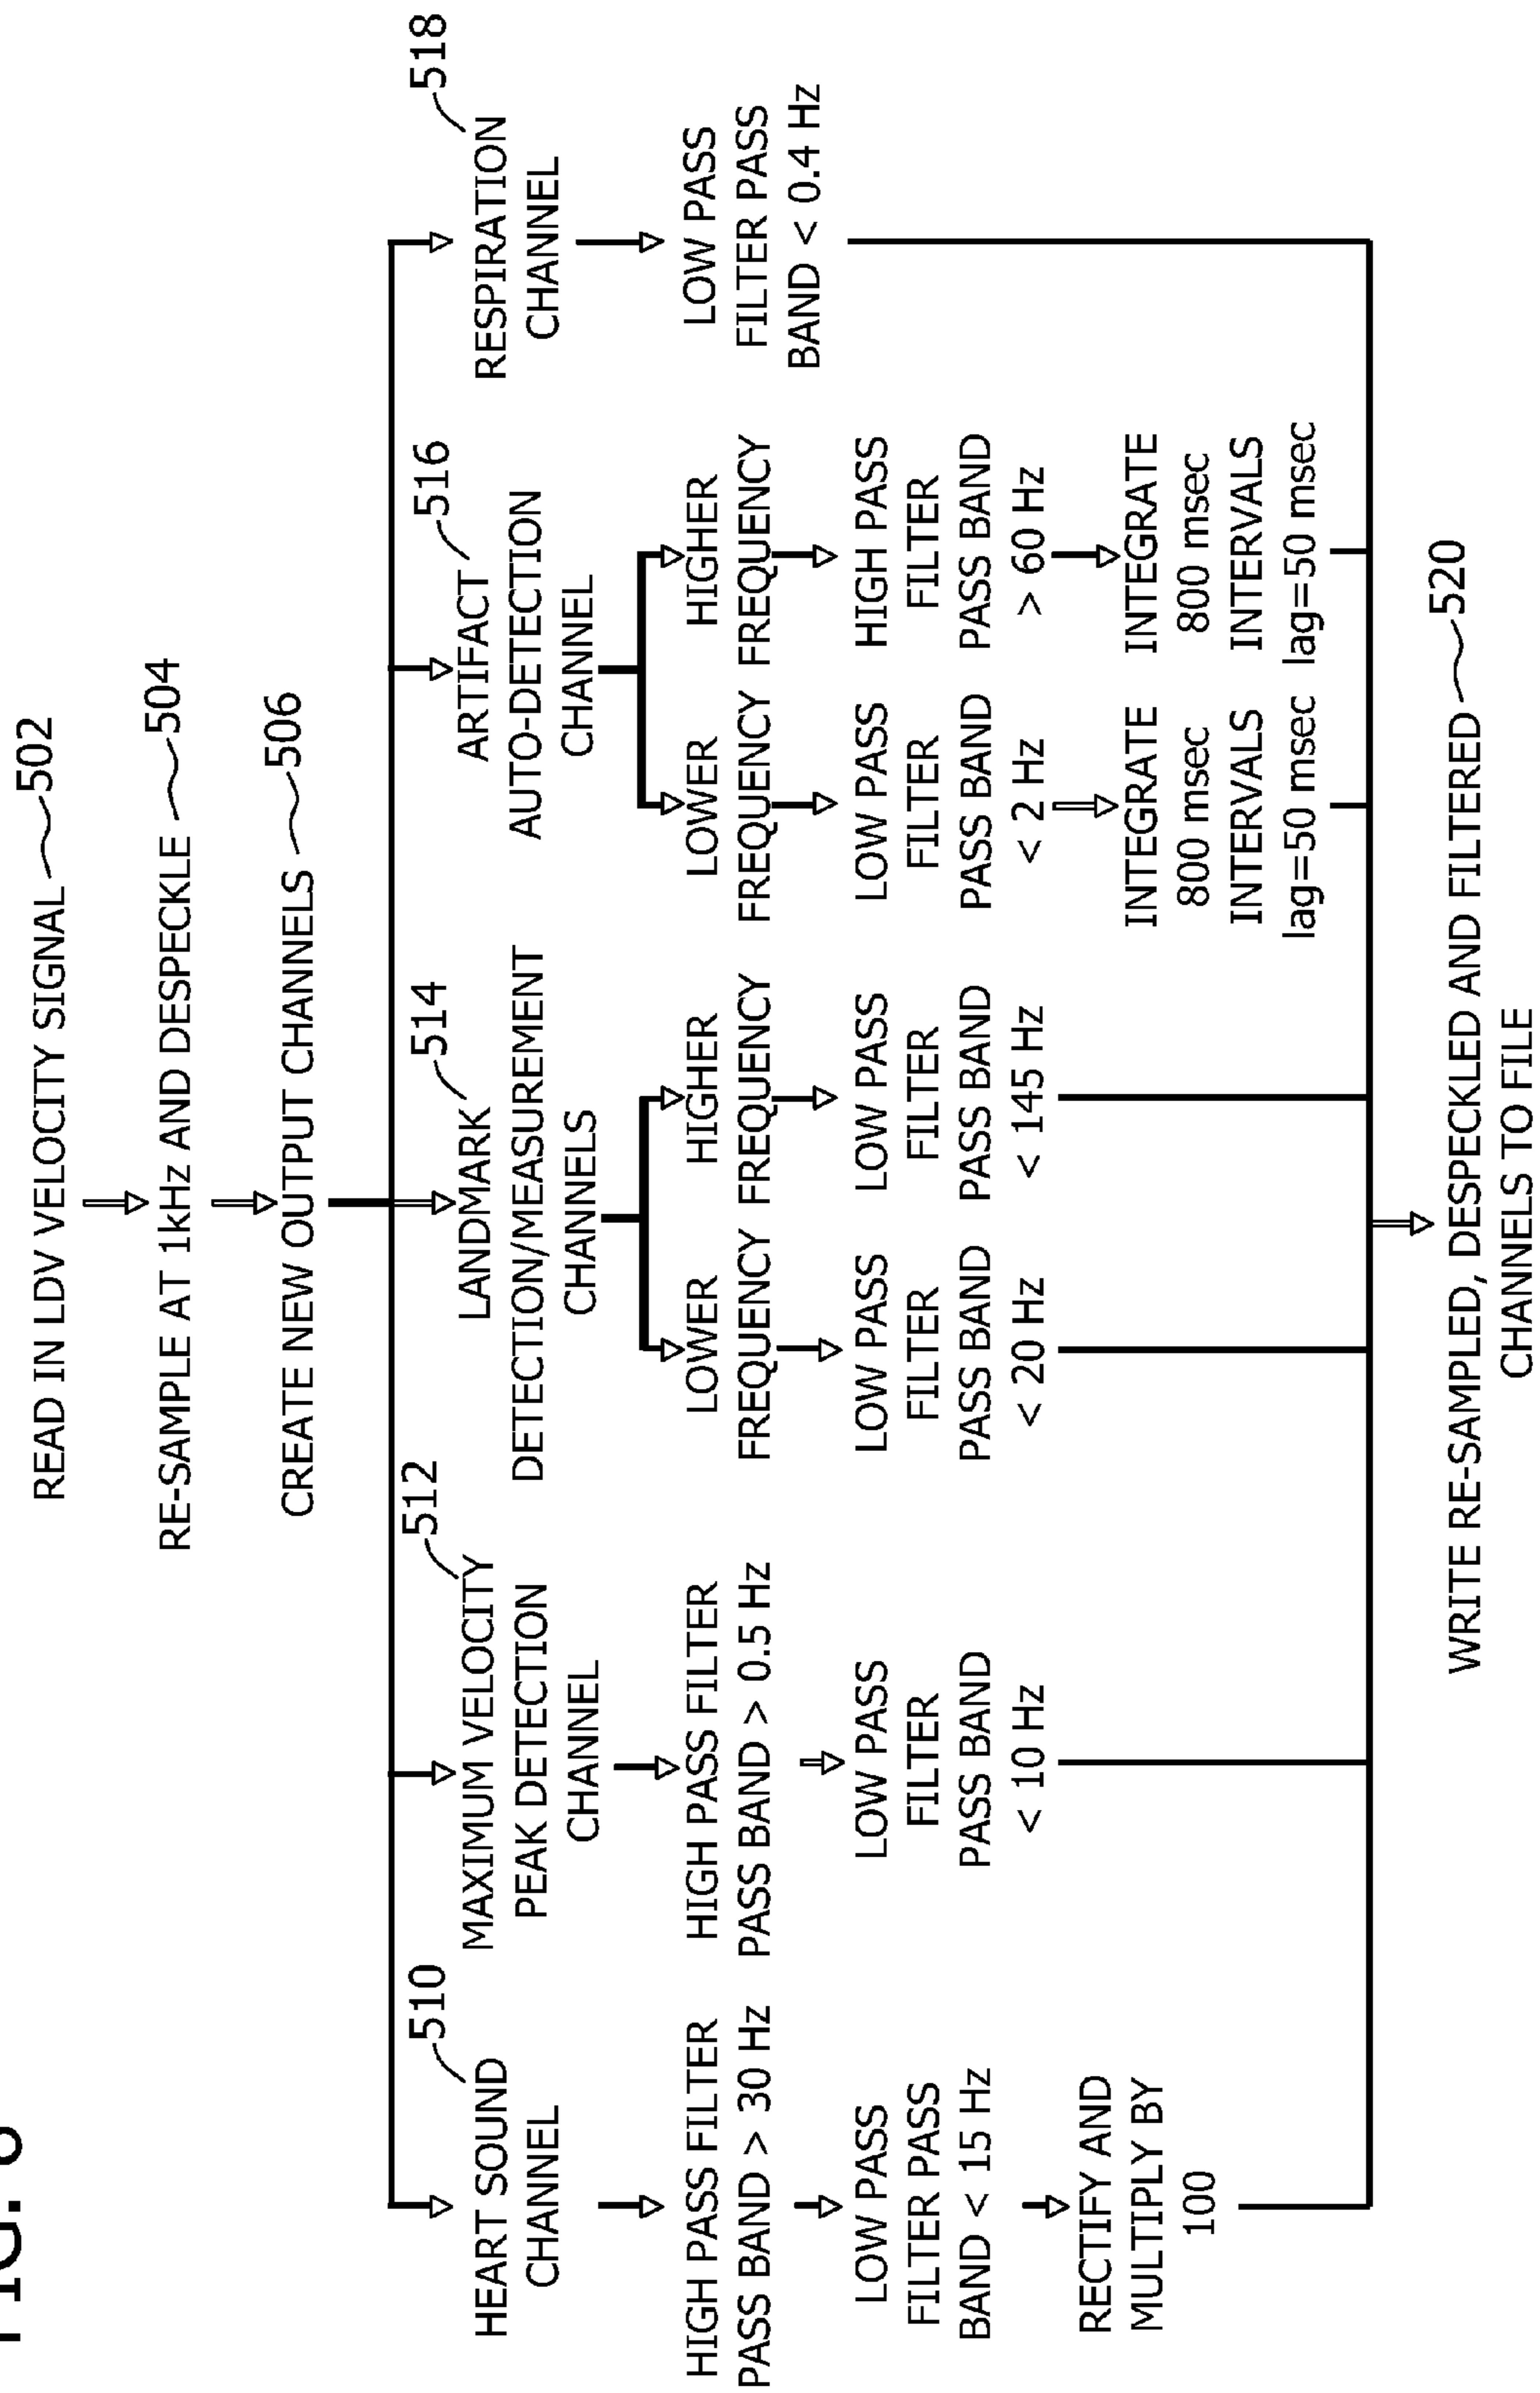 FIG.
READ IN LDV VELOCITY SIGNAL 502
RE-SAMPLE AT 1kHz AND DESPECKLE 504
CREATE NEW OUTPUT CHANNELS 506
510
HEART SOUND
CHANNEL
HIGH PASS FILTER
PASS BAND > 30 Hz
LOW PASS
FILTER PASS
BAND < 15 Hz
RECTIFY AND
MULTIPLY BY
100
512
MAXIMUM VELOCITY
PEAK DETECTION
CHANNEL
HIGH PASS FILTER
PASS BAND > 0.5 Hz
LOW PASS
FILTER
PASS BAND
< 10 Hz
514
LANDMARK
DETECTION/MEASUREMENT
CHANNELS
LOWER
FREQUENCY
LOW PASS
FILTER
PASS BAND
< 20 Hz
HIGHER
FREQUENCY
LOW PASS
FILTER
PASS BAND
< 145 Hz
516
ARTIFACT
AUTO-DETECTION
CHANNEL
LOWER
FREQUENCY
LOW PASS
FILTER
PASS BAND
< 2 Hz
INTEGRATE
800 msec
INTERVALS
lag=50 msec
HIGHER
FREQUENCY
HIGH PASS
FILTER
PASS BAND
> 60 Hz
INTEGRATE
800 msec
INTERVALS
lag=50 msec
518
RESPIRATION
CHANNEL
LOW PASS
FILTER PASS
BAND < 0.4 Hz
WRITE RE-SAMPLED, DESPECKLED AND FILTERED 520
CHANNELS TO FILE